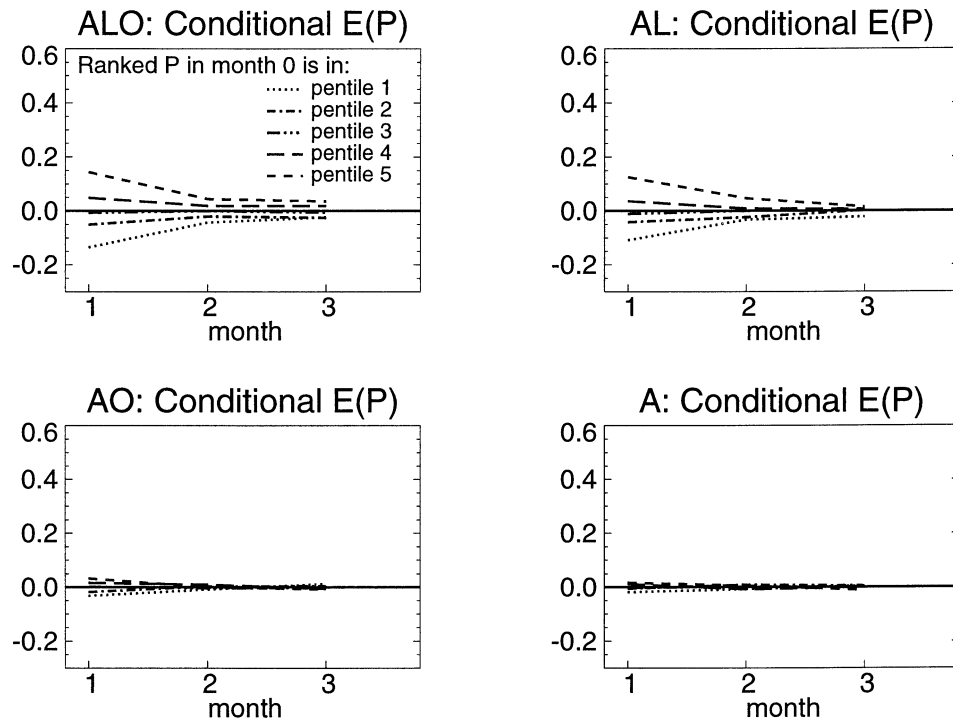 ALO: Conditional E(P)
0.6
0.4
0.2
0.0
-0.2
Ranked P in month 0 is in:
pentile 1
pentile 2
pentile 3
pentile 4
pentile 5
1 2 3
month
AL: Conditional E(P)
0.6
0.4
0.2
0.0
-0.2
1 2 3
month
AO: Conditional E(P)
0.6
0.4
0.2
0.0
-0.2
1 2 3
month
A: Conditional E(P)
0.6
0.4
0.2
0.0
-0.2
1 2 3
month